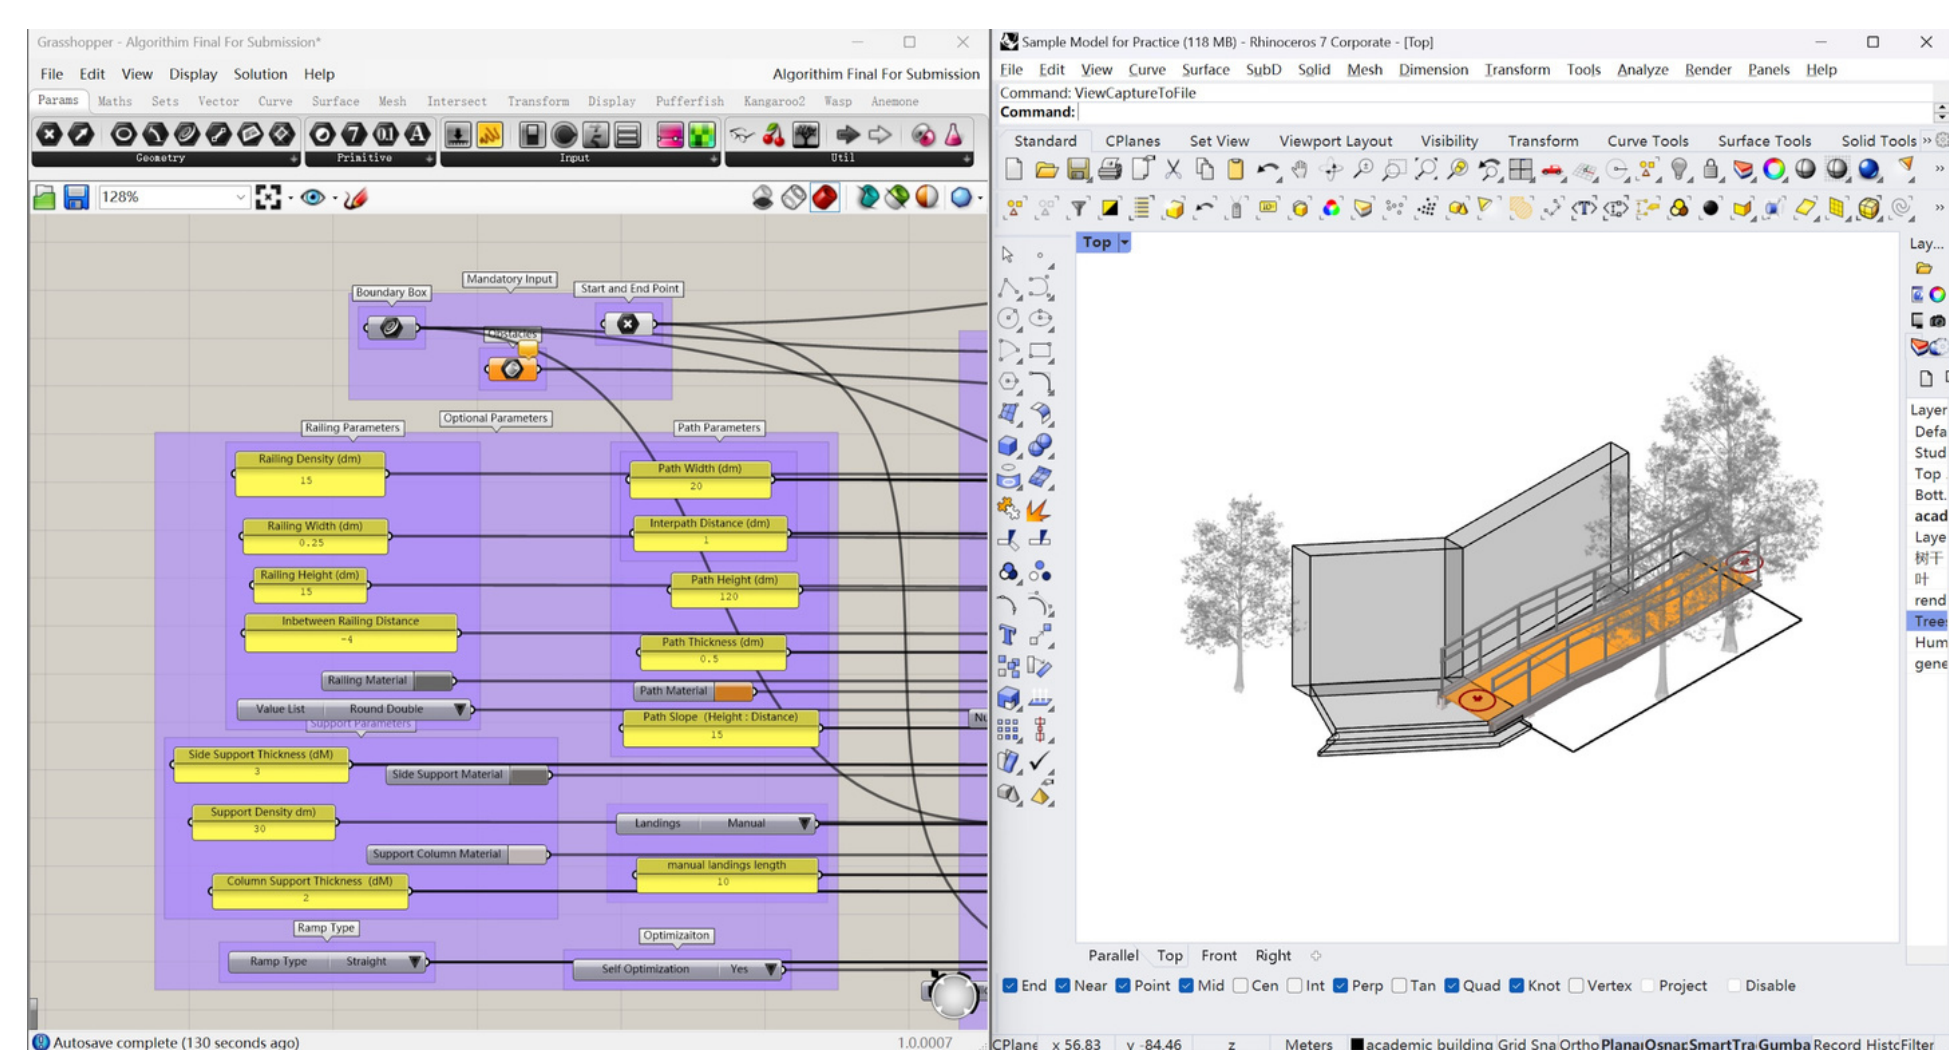 Grasshopper - Algorithim Final For Submission*
File Edit View Display Solution Help
Algorithim Final For Submission
Params Maths Sets Vector Curve Surface Mesh Intersect Transform Display Pufferfish Kangaroo2 Wasp Anemone
Geometry Primitive Input Util
128%
Mandatory Input
Boundary Box
Start and End Point
Obstacles
Optional Parameters
Railing Parameters
Path Parameters
Railing Density (dm)
15
Path Width (dm)
20
Railing Width (dm)
0.25
Interpath Distance (dm)
1
Railing Height (dm)
15
Path Height (dm)
120
Inbetween Railing Distance
-4
Path Thickness (dm)
0.5
Railing Material
Path Material
Value List Round Double
Path Slope (Height : Distance)
15
Support Parameters
Side Support Thickness (dM)
3
Side Support Material
Support Density dm)
30
Landings Manual
Support Column Material
manual landings length
10
Column Support Thickness (dM)
2
Ramp Type
Optimizaiton
Ramp Type Straight
Self Optimization Yes
Autosave complete (130 seconds ago)
1.0.0007
Sample Model for Practice (118 MB) - Rhinoceros 7 Corporate - [Top]
File Edit View Curve Surface SubD Solid Mesh Dimension Transform Tools Analyze Render Panels Help
Command: ViewCaptureToFile
Command:
Standard CPlanes Set View Viewport Layout Visibility Transform Curve Tools Surface Tools Solid Tools
Top
Lay...
Layer
Defa
Stud
Top
Bott.
acad
Laye
树干
叶
rend
Tree
Hum
gene
Parallel Top Front Right
End Near Point Mid Cen Int Perp Tan Quad Knot Vertex Project Disable
CPlane x 56.83 y -84.46 z Meters academic building Grid Sna Ortho Planar Osnap SmartTra Gumba Record Histc Filter